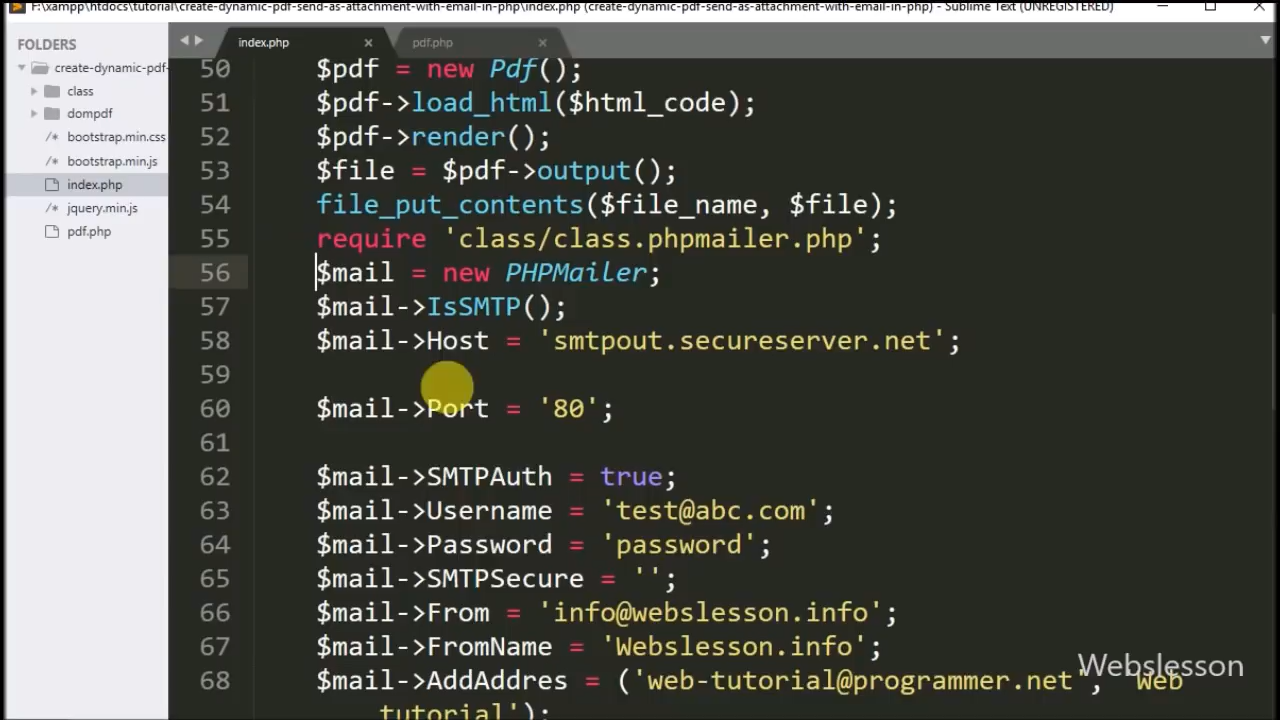 F:\xampp\htdocs\tutorial\create-dynamic-pdf-send-as-attachment-with-email-in-php\index.php (create-dynamic-pdf-send-as-attachment-with-email-in-php) - Sublime Text (UNREGISTERED)
FOLDERS
create-dynamic-pdf-
class
dompdf
/* bootstrap.min.css
/* bootstrap.min.js
index.php
/* jquery.min.js
pdf.php
index.php pdf.php
50 $pdf = new Pdf();
51 $pdf->load_html($html_code);
52 $pdf->render();
53 $file = $pdf->output();
54 file_put_contents($file_name, $file);
55 require 'class/class.phpmailer.php';
56 $mail = new PHPMailer;
57 $mail->IsSMTP();
58 $mail->Host = 'smtpout.secureserver.net';
59
60 $mail->Port = '80';
61
62 $mail->SMTPAuth = true;
63 $mail->Username = 'test@abc.com';
64 $mail->Password = 'password';
65 $mail->SMTPSecure = '';
66 $mail->From = 'info@webslesson.info';
67 $mail->FromName = 'Webslesson.info';
68 $mail->AddAddres = ('web-tutorial@programmer.net', 'Web
tutorial');
Webslesson